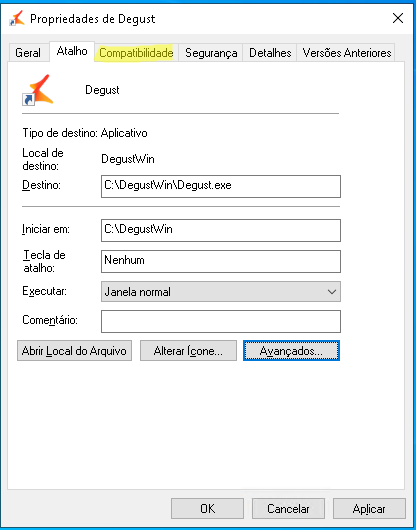 Propriedades de Degust
Geral Atalho Compatibilidade Segurança Detalhes Versões Anteriores
Degust
Tipo de destino: Aplicativo
Local de destino: DegustWin
Destino: C:\DegustWin\Degust.exe
Iniciar em: C:\DegustWin
Tecla de atalho: Nenhum
Executar: Janela normal
Comentário:
Abrir Local do Arquivo Alterar Ícone... Avançados...
OK Cancelar Aplicar